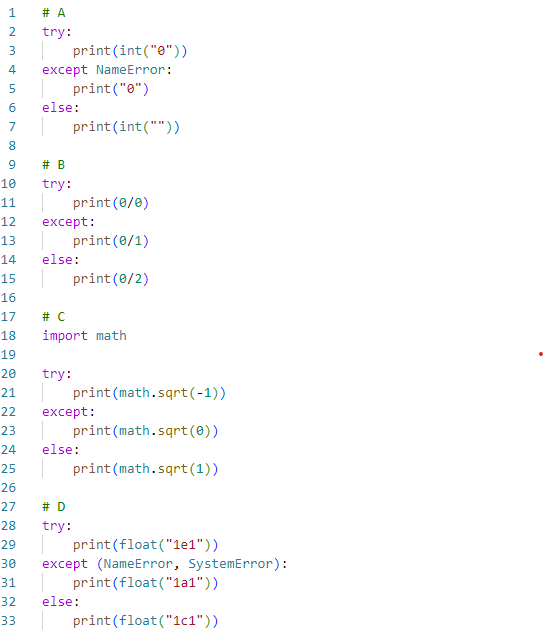 1 # A
2 try:
3     print(int("0"))
4 except NameError:
5     print("0")
6 else:
7     print(int(""))
8
9 # B
10 try:
11     print(0/0)
12 except:
13     print(0/1)
14 else:
15     print(0/2)
16
17 # C
18 import math
19
20 try:
21     print(math.sqrt(-1))
22 except:
23     print(math.sqrt(0))
24 else:
25     print(math.sqrt(1))
26
27 # D
28 try:
29     print(float("1e1"))
30 except (NameError, SystemError):
31     print(float("1a1"))
32 else:
33     print(float("1c1"))